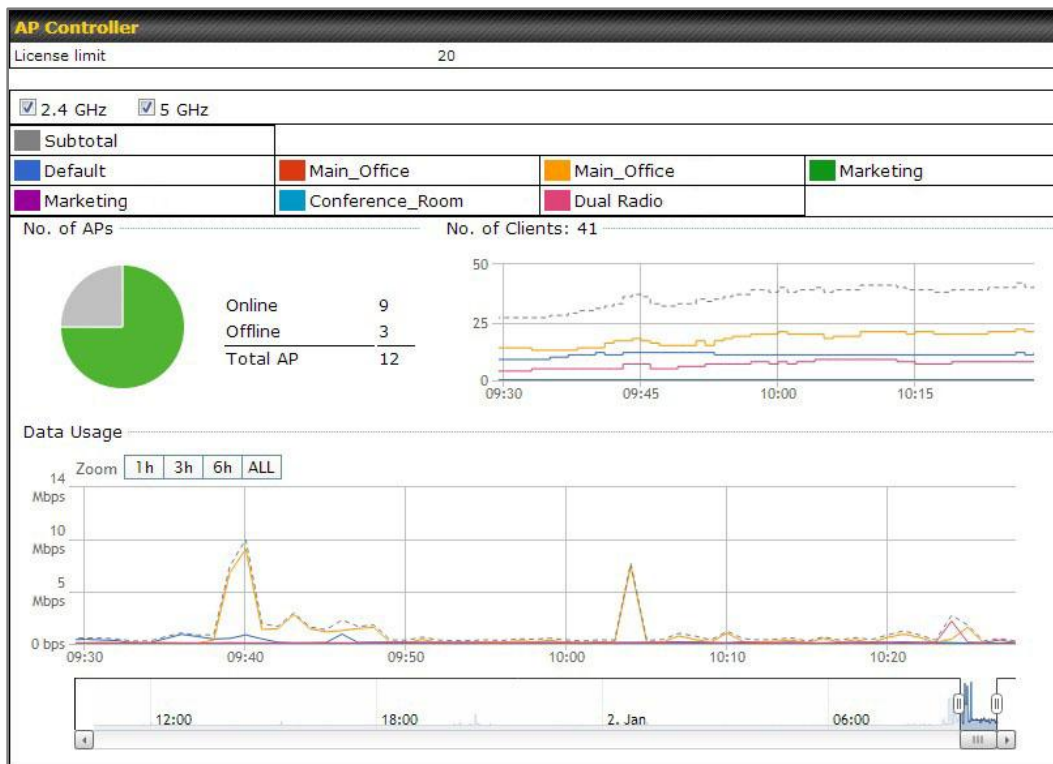 AP Controller
License limit 20
2.4 GHz 5 GHz
Subtotal
Default Main_Office Main_Office Marketing
Marketing Conference_Room Dual Radio
No. of APs No. of Clients: 41
Online 9
Offline 3
Total AP 12
50
25
0
09:30 09:45 10:00 10:15
Data Usage
Zoom 1h 3h 6h ALL
14
Mbps
10
Mbps
5
Mbps
0 bps
09:30 09:40 09:50 10:00 10:10 10:20
12:00 18:00 2. Jan 06:00